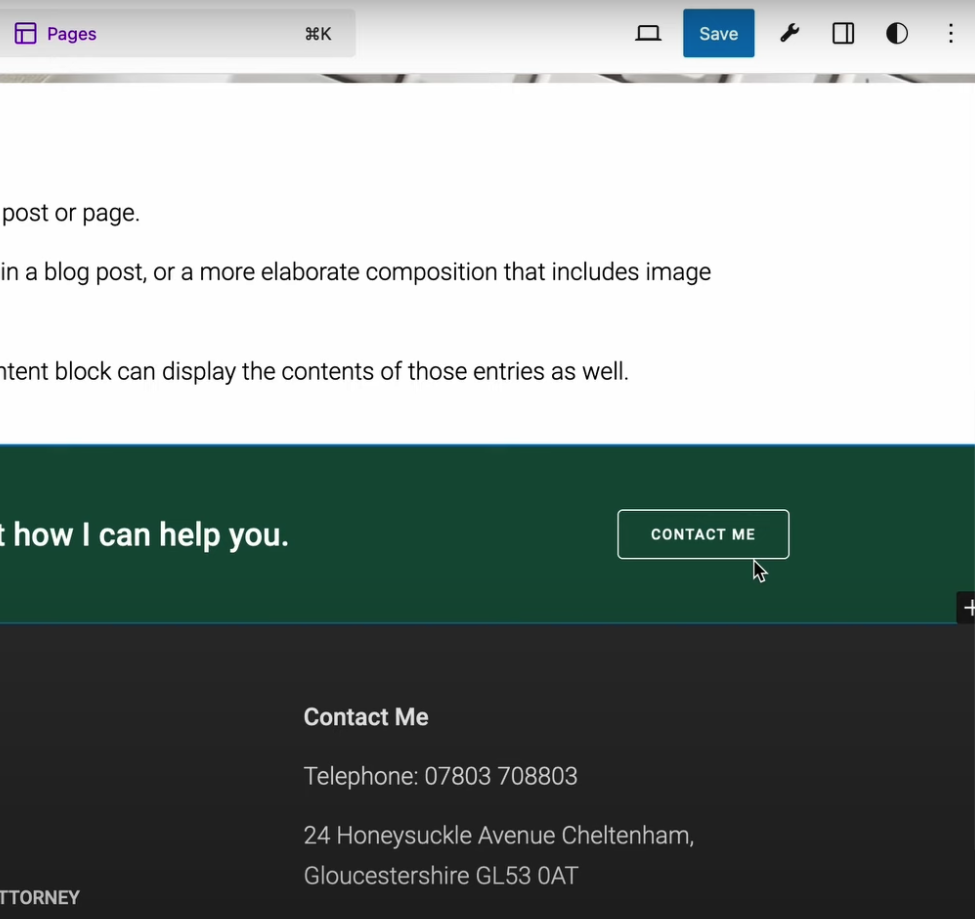 Pages ⌘K Save
post or page.
in a blog post, or a more elaborate composition that includes image
ntent block can display the contents of those entries as well.
t how I can help you. CONTACT ME
Contact Me
Telephone: 07803 708803
24 Honeysuckle Avenue Cheltenham,
Gloucestershire GL53 0AT
TTORNEY